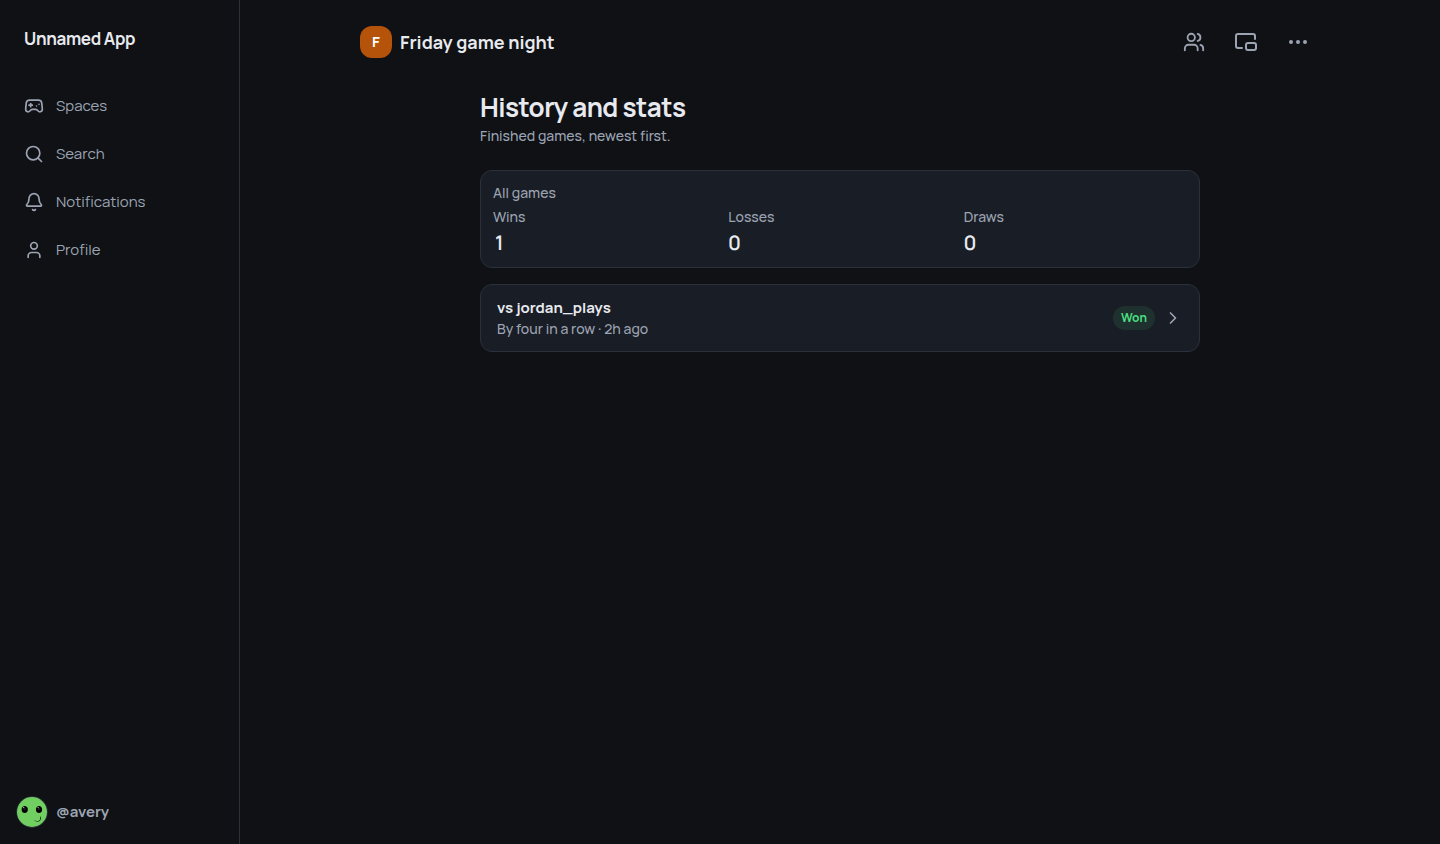 Unnamed App
Spaces
Search
Notifications
Profile
@avery
F
Friday game night
History and stats
Finished games, newest first.
All games
Wins
Losses
Draws
1
0
0
vs jordan_plays
By four in a row · 2h ago
Won